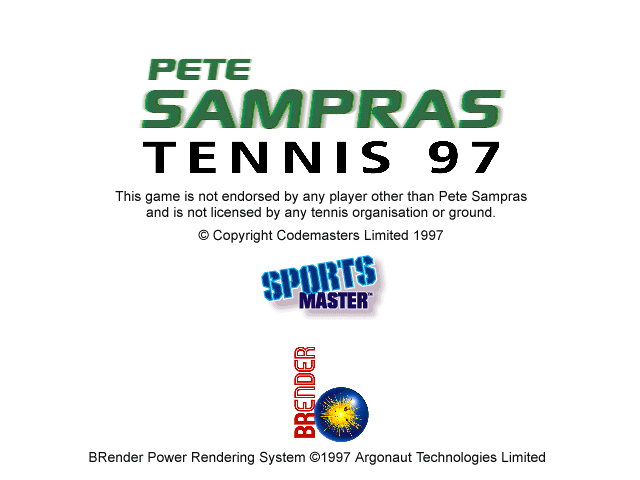 PETE
SAMPRAS
TENNIS 97
This game is not endorsed by any player other than Pete Sampras
and is not licensed by any tennis organisation or ground.
© Copyright Codemasters Limited 1997
SPORTS
MASTER™
BRENDER
BRender Power Rendering System ©1997 Argonaut Technologies Limited